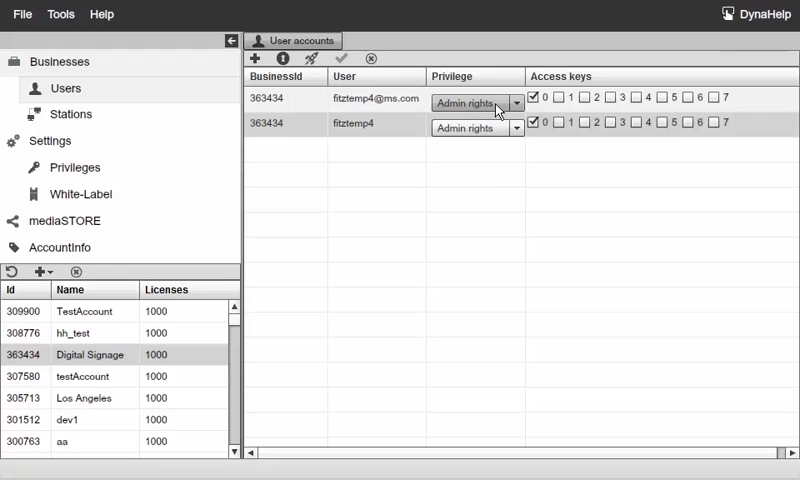 File Tools Help DynaHelp
Businesses
Users
Stations
Settings
Privileges
White-Label
mediaSTORE
AccountInfo
Id Name Licenses
309900 TestAccount 1000
308776 hh_test 1000
363434 Digital Signage 1000
307580 testAccount 1000
305713 Los Angeles 1000
301512 dev1 1000
300763 aa 1000
User accounts
BusinessId User Privilege Access keys
363434 fitztemp4@ms.com Admin rights 0 1 2 3 4 5 6 7
363434 fitztemp4 Admin rights 0 1 2 3 4 5 6 7